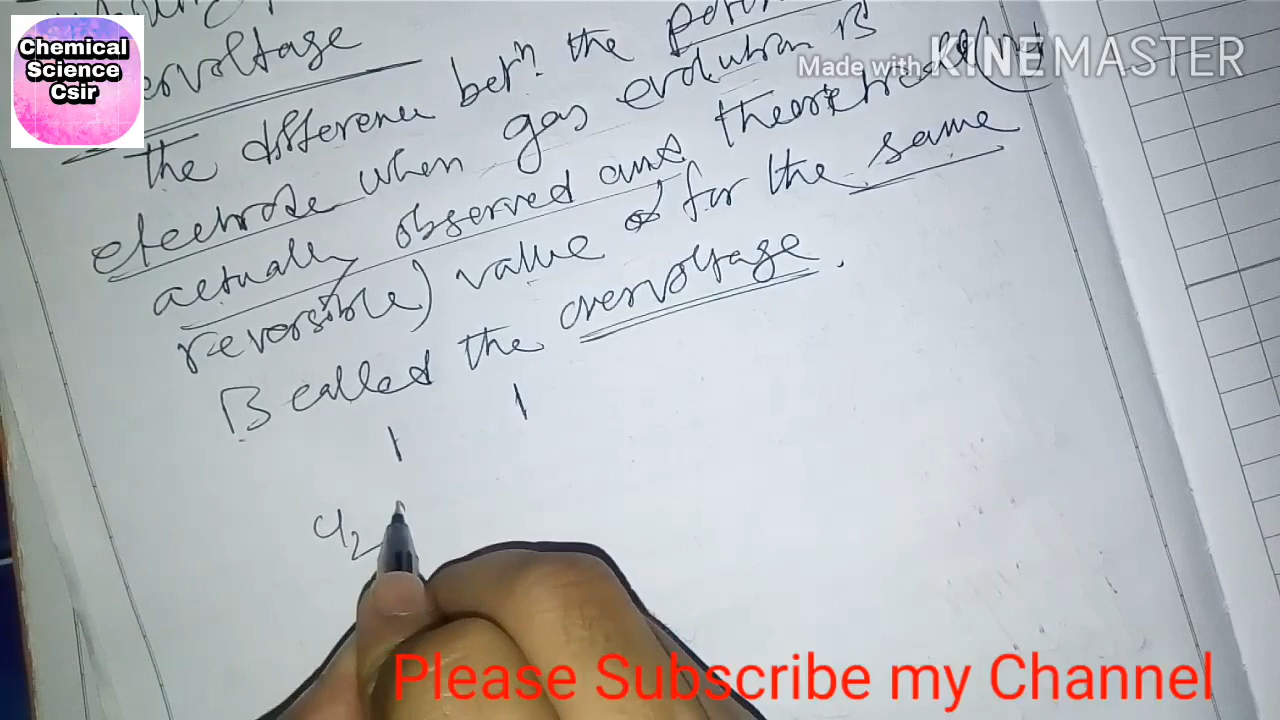 Chemical
Science
Csir
Made with KINEMASTER
ervoltage
the difference betn. the
electrode when gas evolution is
actually observed and theoretical
reversible) value of for the same
is called the overvoltage.
Please Subscribe my Channel